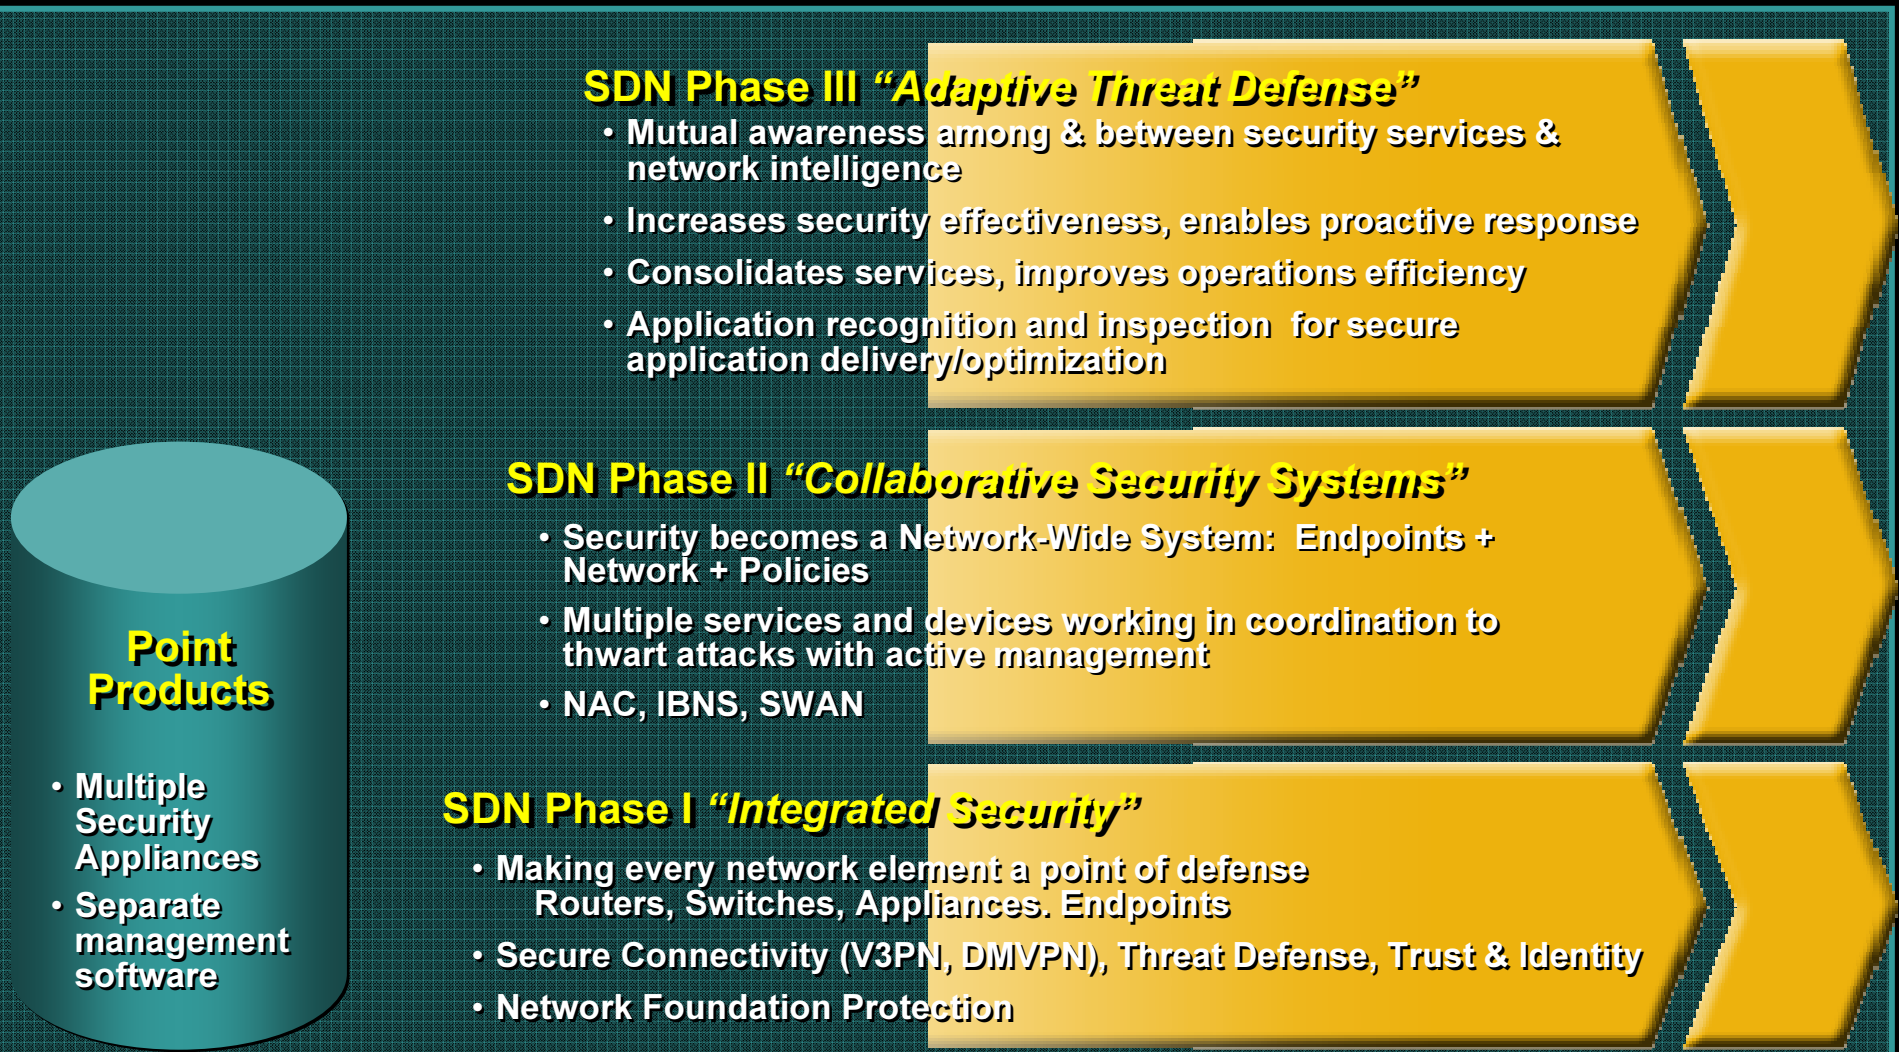 SDN Phase III “Adaptive Threat Defense”
• Mutual awareness among & between security services &
network intelligence
• Increases security effectiveness, enables proactive response
• Consolidates services, improves operations efficiency
• Application recognition and inspection  for secure
application delivery/optimization
SDN Phase II “Collaborative Security Systems”
• Security becomes a Network-Wide System:  Endpoints +
Network + Policies
• Multiple services and devices working in coordination to
thwart attacks with active management
• NAC, IBNS, SWAN
Point
Products
• Multiple
Security
Appliances
• Separate
management
software
SDN Phase I “Integrated Security”
• Making every network element a point of defense
Routers, Switches, Appliances. Endpoints
• Secure Connectivity (V3PN, DMVPN), Threat Defense, Trust & Identity
• Network Foundation Protection